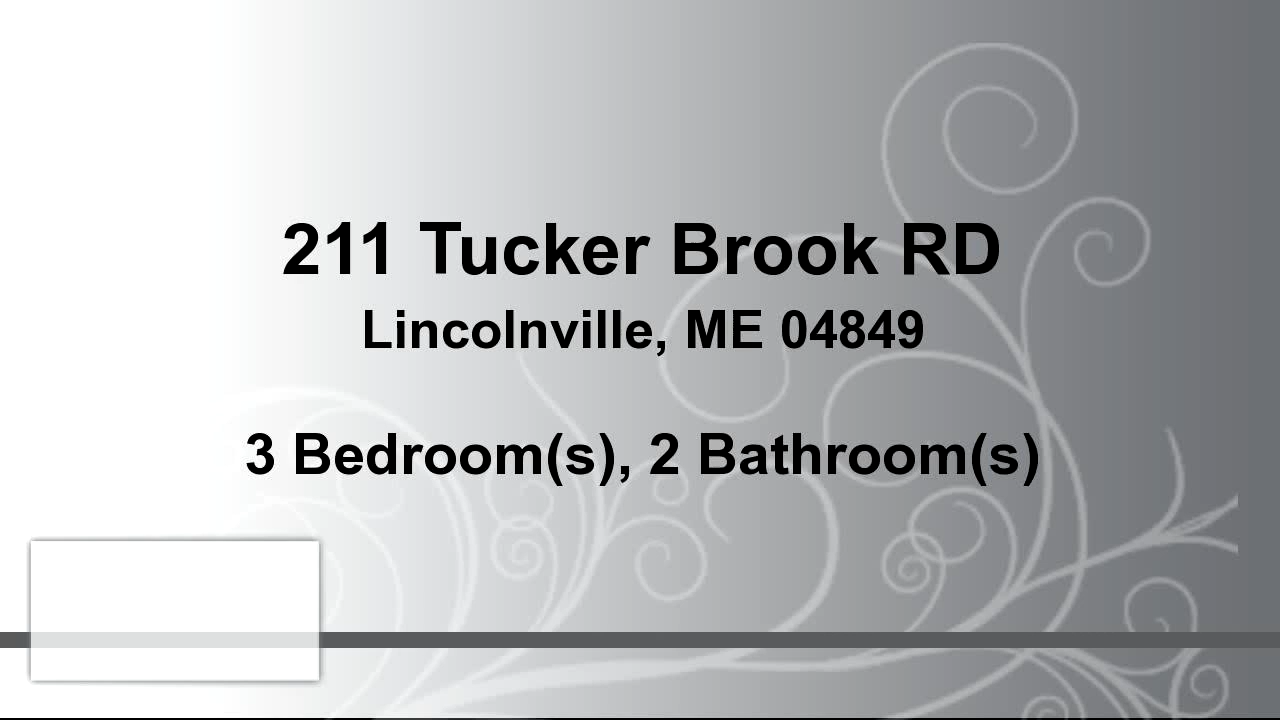 211 Tucker Brook RD
Lincolnville, ME 04849
3 Bedroom(s), 2 Bathroom(s)